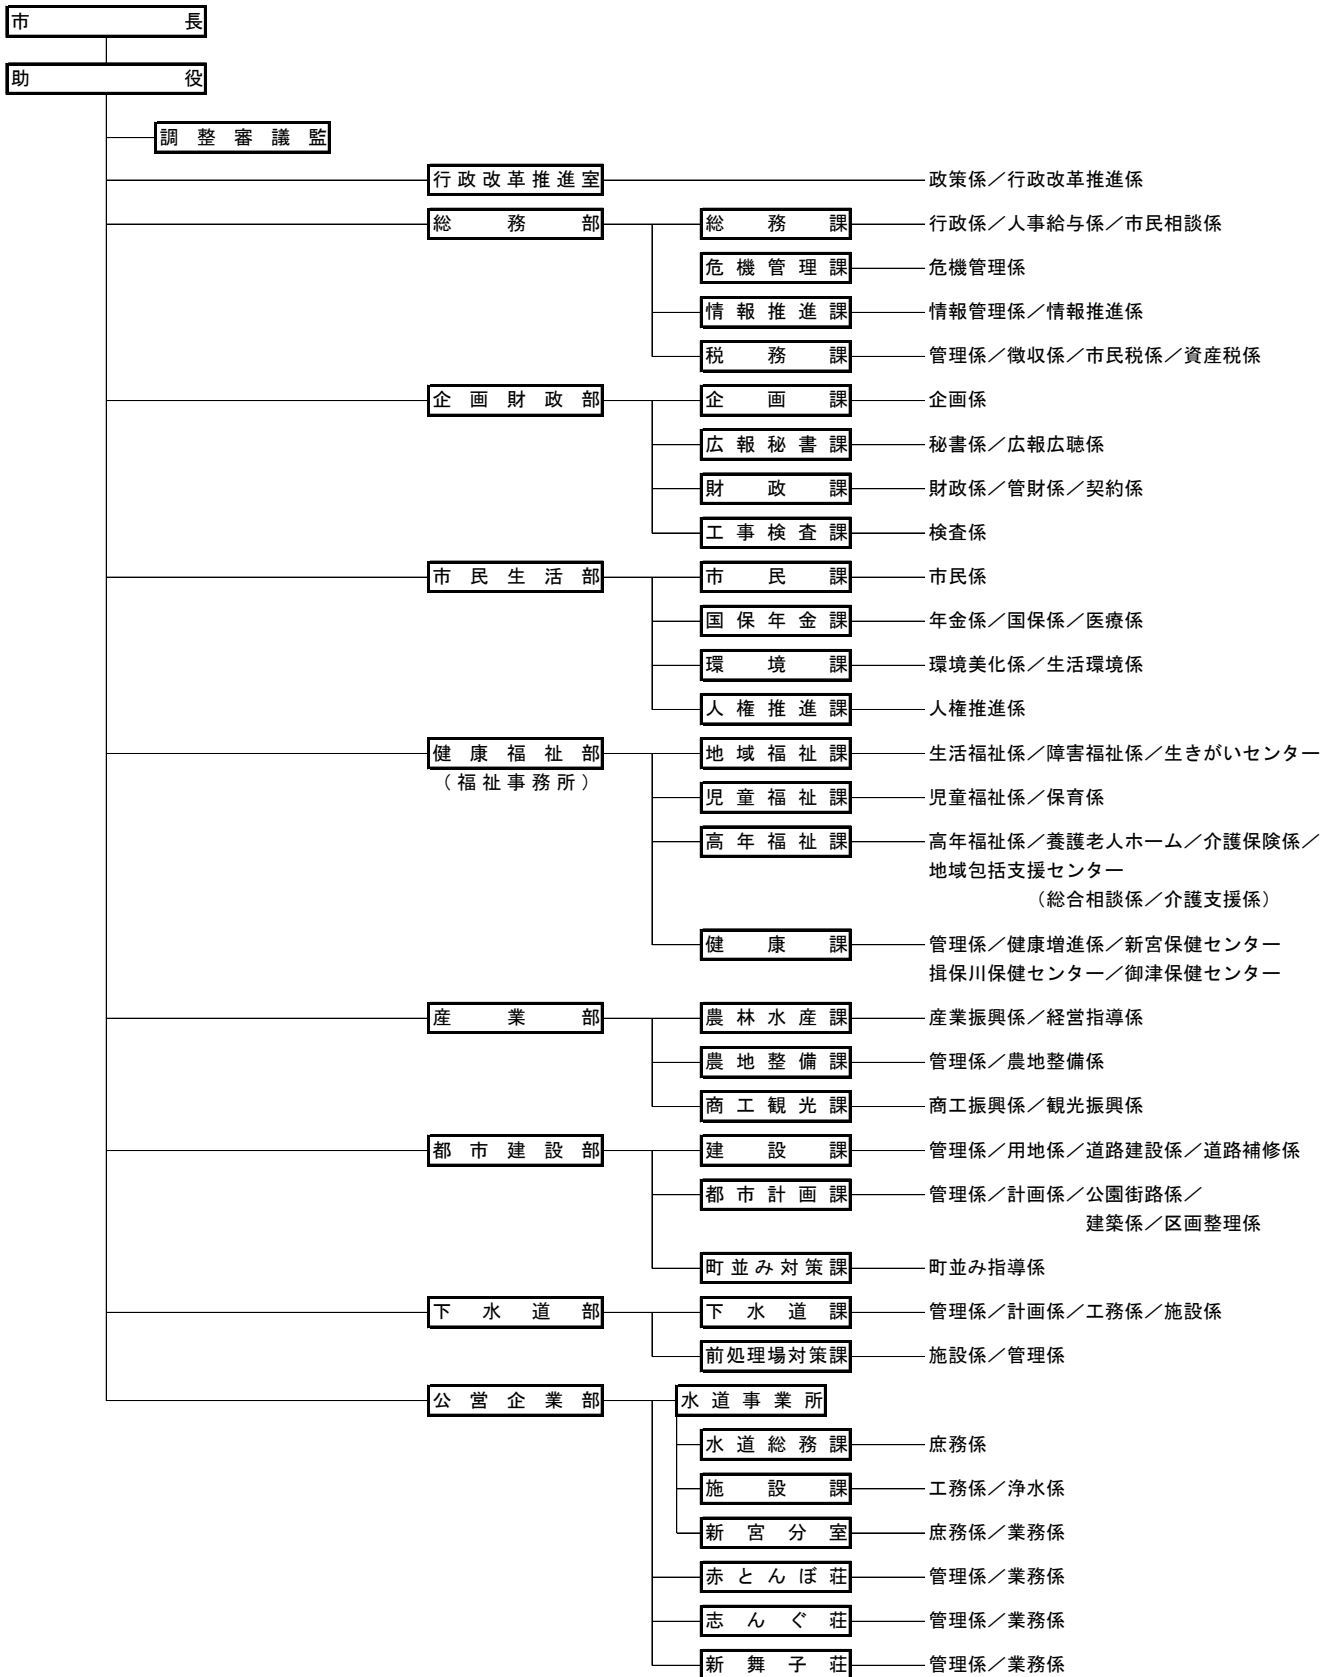 市長
助役
調整審議監
行政改革推進室 政策係／行政改革推進係
総務部 総務課 行政係／人事給与係／市民相談係
危機管理課 危機管理係
情報推進課 情報管理係／情報推進係
税務課 管理係／徴収係／市民税係／資産税係
企画財政部 企画課 企画係
広報秘書課 秘書係／広報広聴係
財政課 財政係／管財係／契約係
工事検査課 検査係
市民生活部 市民課 市民係
国保年金課 年金係／国保係／医療係
環境課 環境美化係／生活環境係
人権推進課 人権推進係
健康福祉部 地域福祉課 生活福祉係／障害福祉係／生きがいセンター
（福祉事務所）
児童福祉課 児童福祉係／保育係
高年福祉課 高年福祉係／養護老人ホーム／介護保険係／
地域包括支援センター
（総合相談係／介護支援係）
健康課 管理係／健康増進係／新宮保健センター
揖保川保健センター／御津保健センター
産業部 農林水産課 産業振興係／経営指導係
農地整備課 管理係／農地整備係
商工観光課 商工振興係／観光振興係
都市建設部 建設課 管理係／用地係／道路建設係／道路補修係
都市計画課 管理係／計画係／公園街路係／
建築係／区画整理係
町並み対策課 町並み指導係
下水道部 下水道課 管理係／計画係／工務係／施設係
前処理場対策課 施設係／管理係
公営企業部 水道事業所
水道総務課 庶務係
施設課 工務係／浄水係
新宮分室 庶務係／業務係
赤とんぼ荘 管理係／業務係
志んぐ荘 管理係／業務係
新舞子荘 管理係／業務係